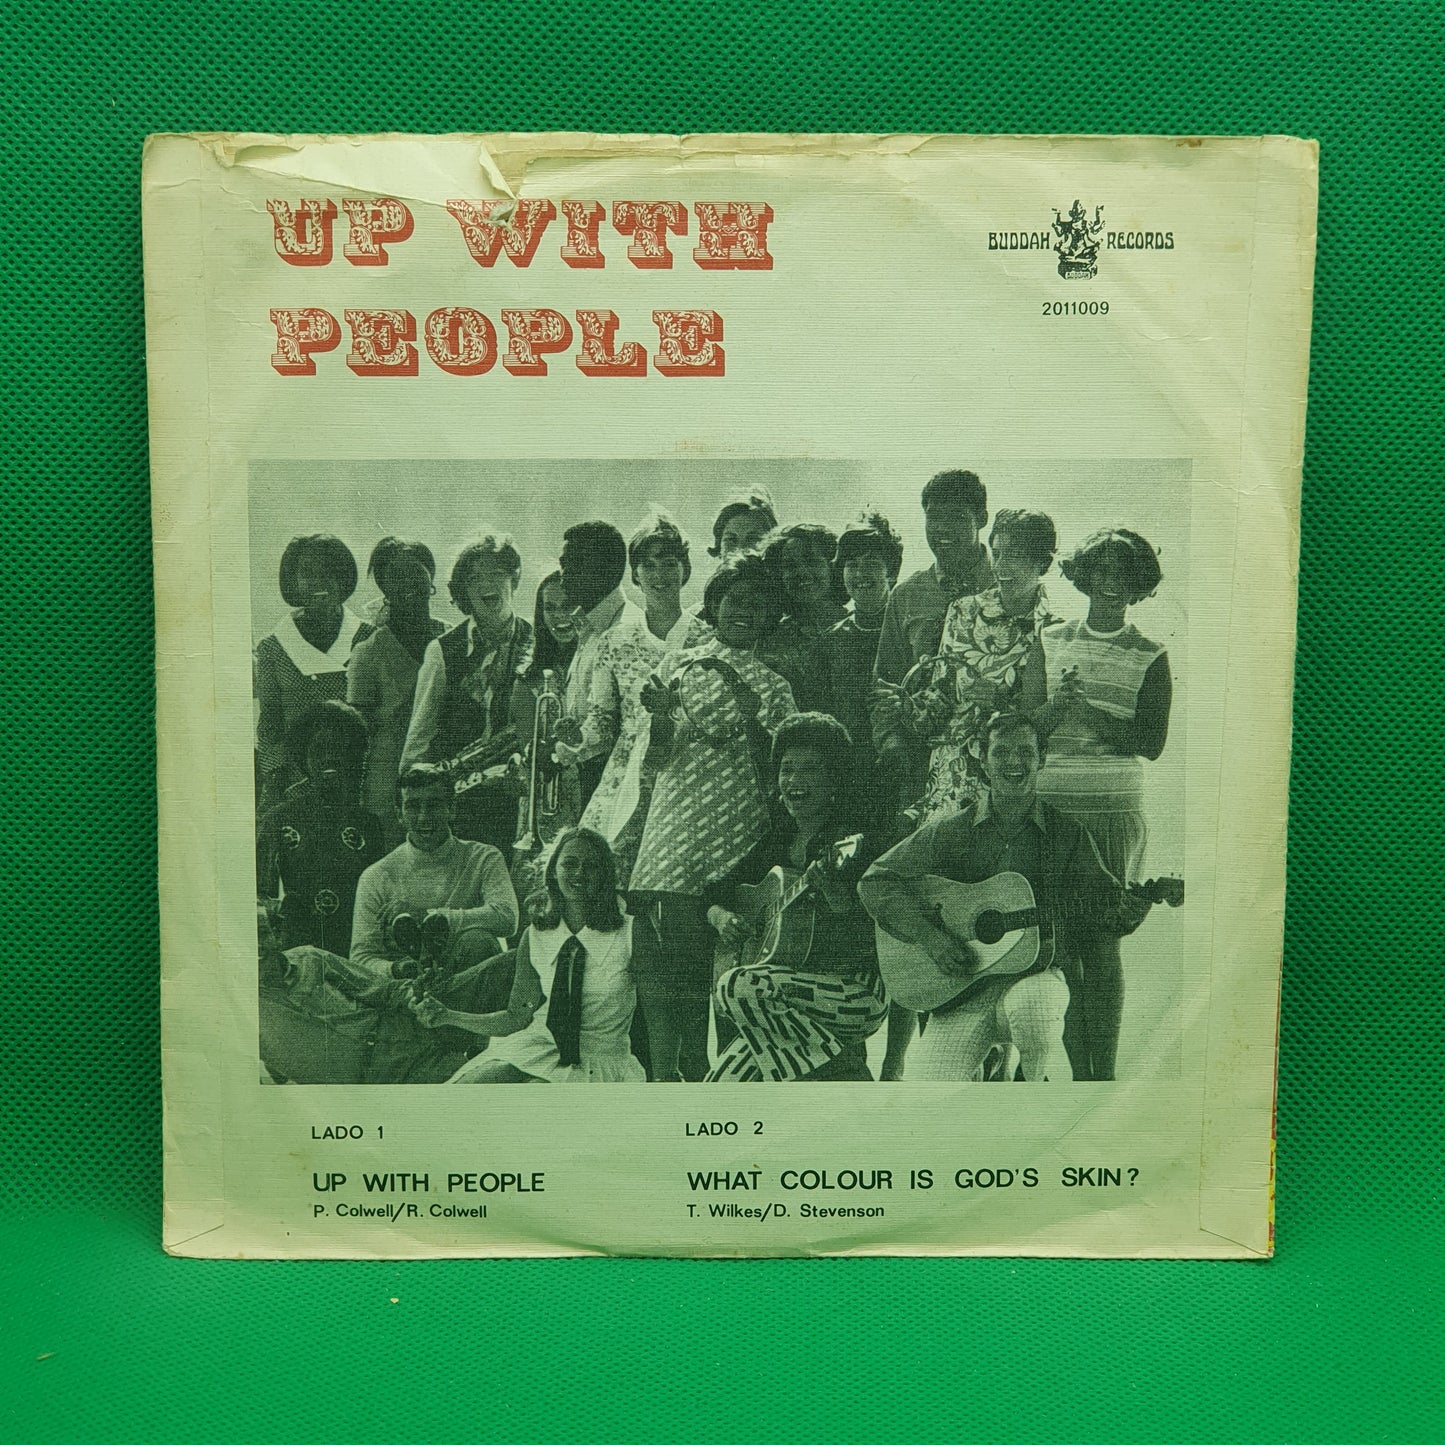 UP WITH
PEOPLE
BUDDAH RECORDS
BUDDAH
2011009
LADO 1
UP WITH PEOPLE
P. Colwell/R. Colwell
LADO 2
WHAT COLOUR IS GOD'S SKIN?
T. Wilkes/D. Stevenson